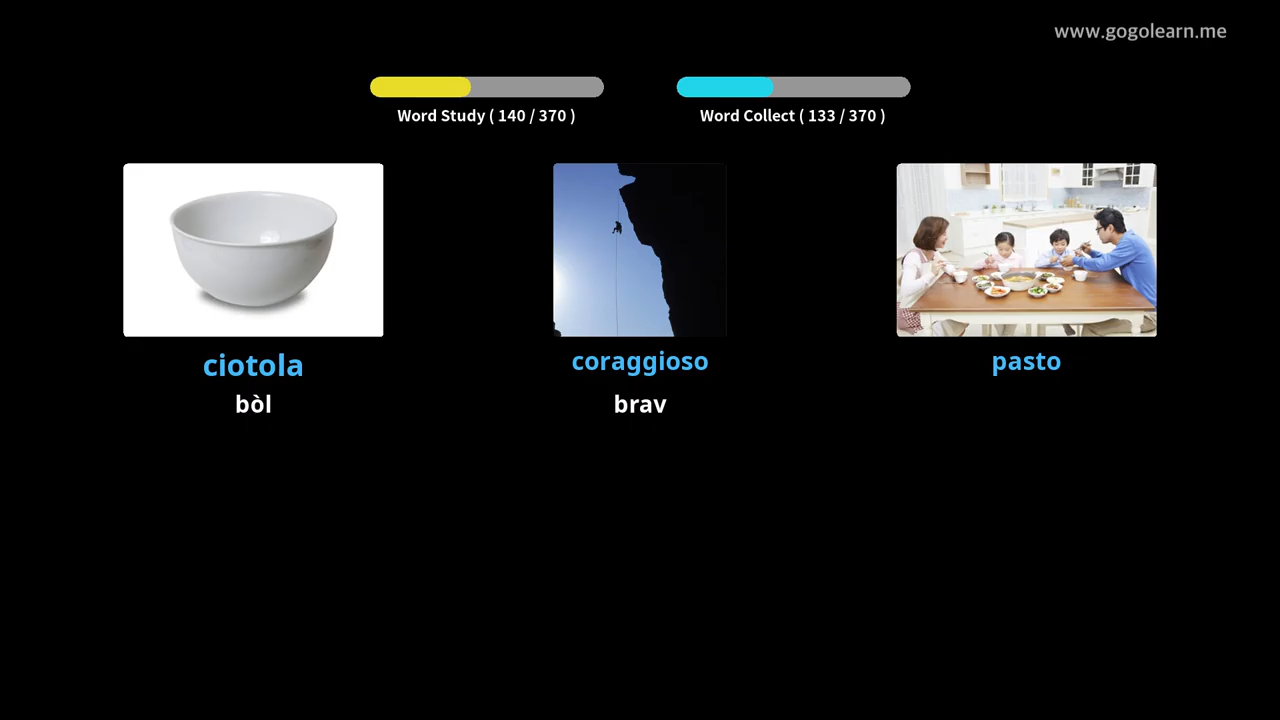 www.gogolearn.me
Word Study ( 140 / 370 )
Word Collect ( 133 / 370 )
ciotola
coraggioso
pasto
bòl
brav